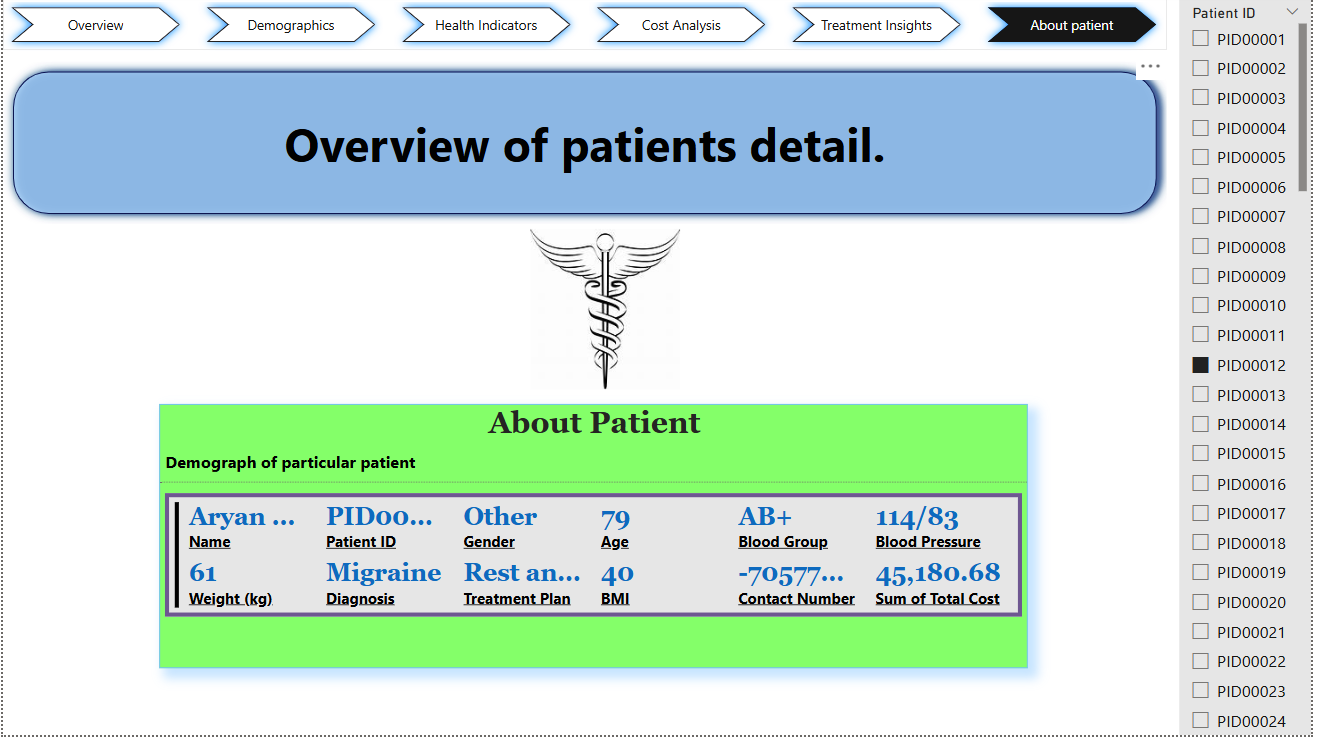 Overview
Demographics
Health Indicators
Cost Analysis
Treatment Insights
About patient
Overview of patients detail.
About Patient
Demograph of particular patient
Aryan ... PID00... Other 79 AB+ 114/83
Name Patient ID Gender Age Blood Group Blood Pressure
61 Migraine Rest an... 40 -70577... 45,180.68
Weight (kg) Diagnosis Treatment Plan BMI Contact Number Sum of Total Cost
Patient ID
PID00001
PID00002
PID00003
PID00004
PID00005
PID00006
PID00007
PID00008
PID00009
PID00010
PID00011
PID00012
PID00013
PID00014
PID00015
PID00016
PID00017
PID00018
PID00019
PID00020
PID00021
PID00022
PID00023
PID00024